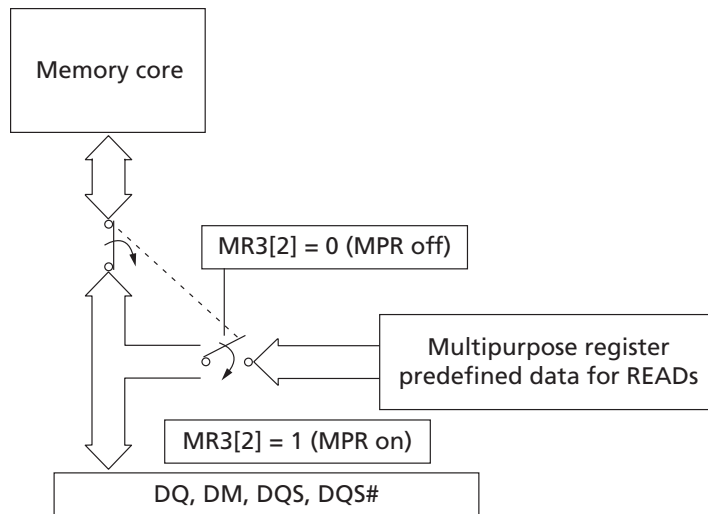 Memory core
MR3[2] = 0 (MPR off)
Multipurpose register
predefined data for READs
MR3[2] = 1 (MPR on)
DQ, DM, DQS, DQS#